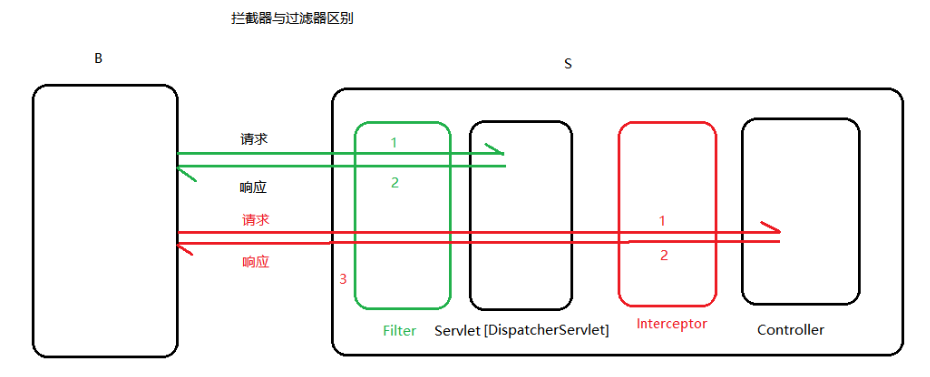 拦截器与过滤器区别
B
S
请求
1
响应
2
请求
1
响应
2
3
Filter
Servlet [DispatcherServlet]
Interceptor
Controller